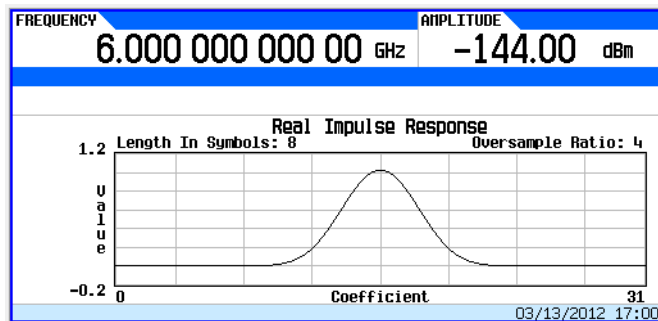 FREQUENCY AMPLITUDE
6.000 000 000 00 GHz -144.00 dBm
Real Impulse Response
Length In Symbols: 8 Oversample Ratio: 4
1.2
Value
-0.2
0 Coefficient 31
03/13/2012 17:00